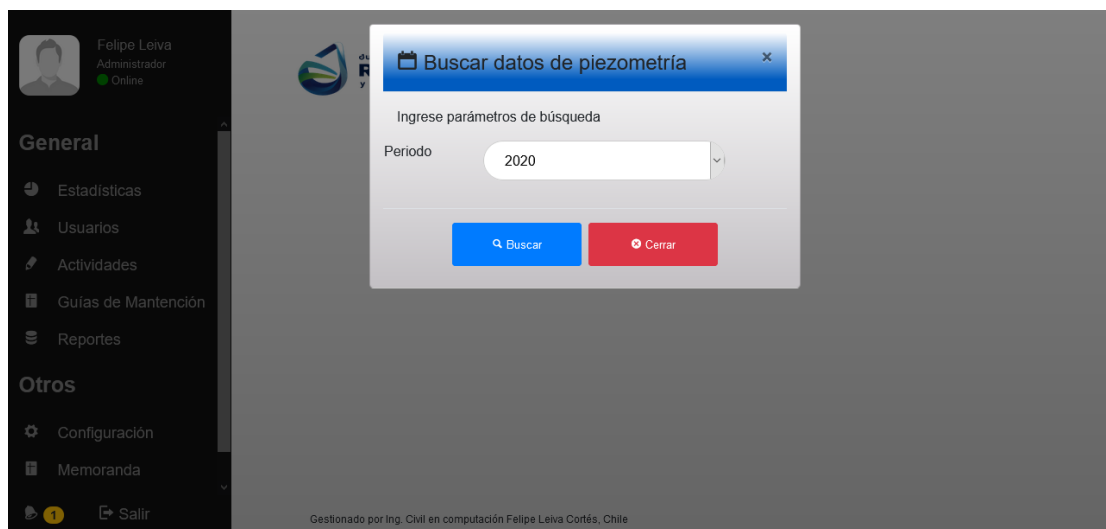 Felipe Leiva
Administrador
Online
General
Estadísticas
Usuarios
Actividades
Guías de Mantención
Reportes
Otros
Configuración
Memoranda
1
Salir
Buscar datos de piezometría
×
Ingrese parámetros de búsqueda
Periodo
2020
Buscar
Cerrar
Gestionado por Ing. Civil en computación Felipe Leiva Cortés, Chile